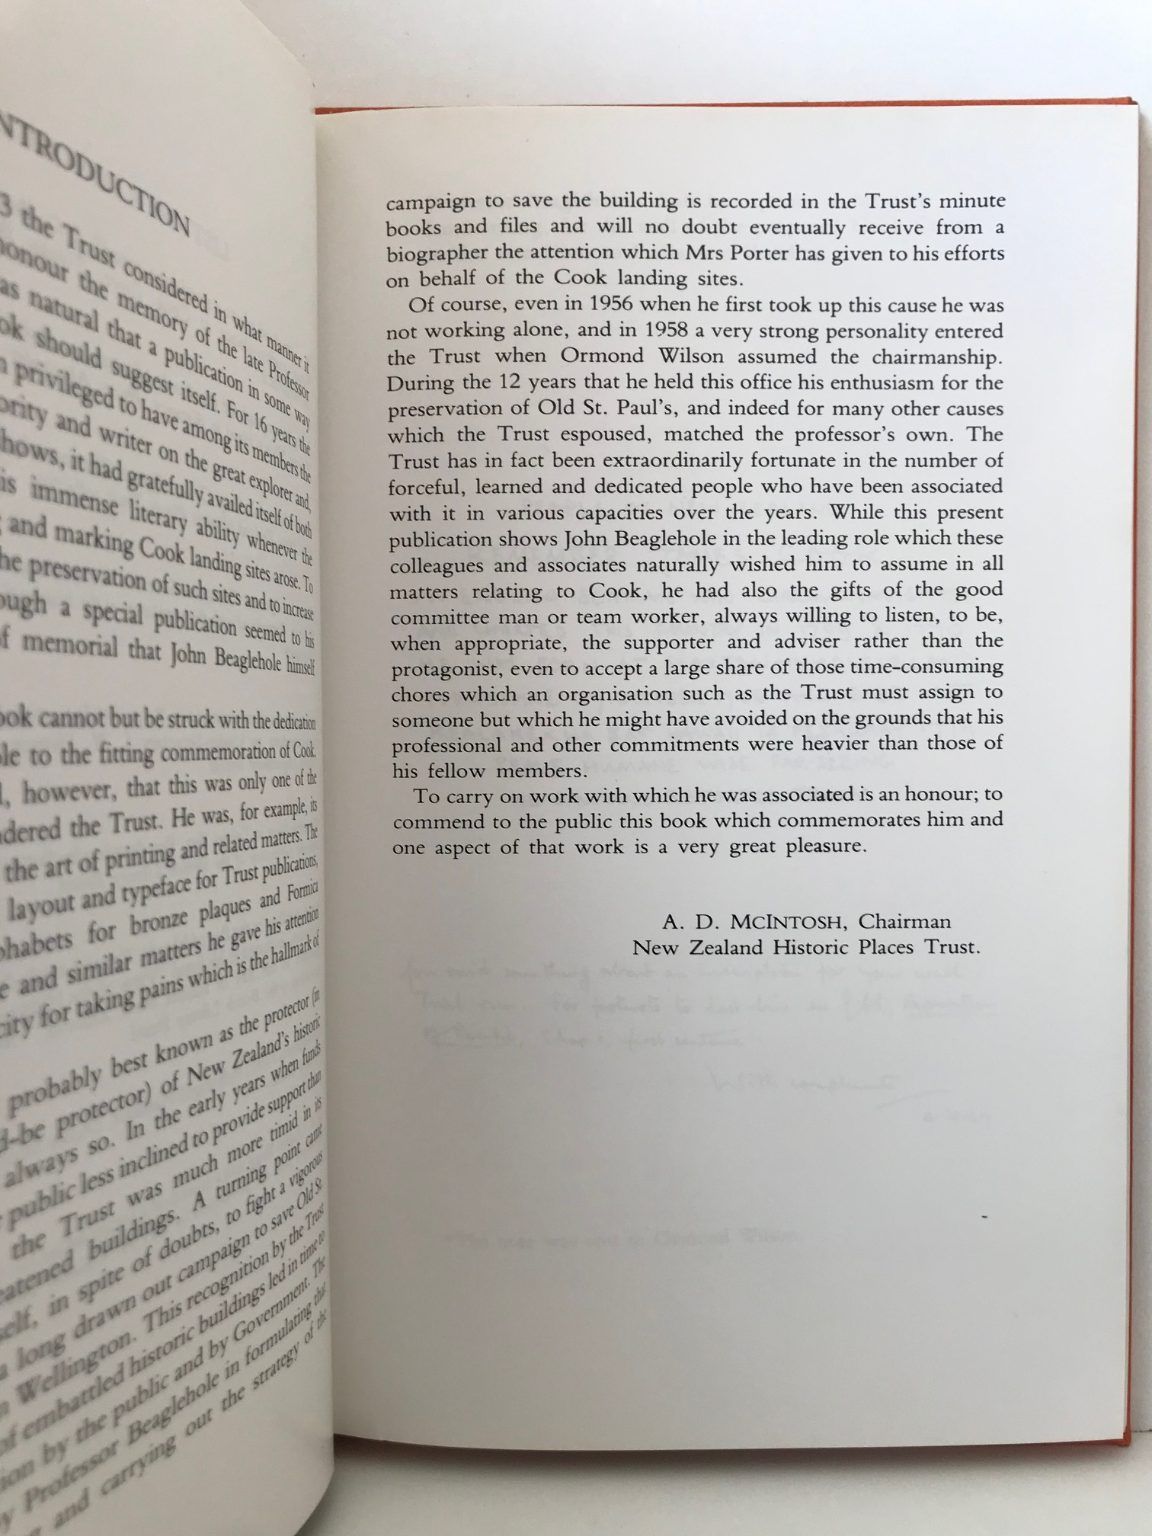 INTRODUCTION
3 the Trust considered in what manner it
honour the memory of the late Professor
as natural that a publication in some way
should suggest itself. For 16 years the
privileged to have among its members the
and writer on the great explorer and,
shows, it had gratefully availed itself of both
his immense literary ability whenever the
and marking Cook landing sites arose. To
the preservation of such sites and to increase
through a special publication seemed to his
of memorial that John Beaglehole himself
cannot but be struck with the dedication
to the fitting commemoration of Cook.
however, that this was only one of the
the Trust. He was, for example, its
the art of printing and related matters. The
layout and typeface for Trust publications,
alphabets for bronze plaques and Formica
and similar matters he gave his attention
for taking pains which is the hallmark of
probably best known as the protector (in
protector) of New Zealand's historic
always so. In the early years when funds
public less inclined to provide support than
the Trust was much more timid in its
buildings. A turning point came
in spite of doubts, to fight a vigorous
a long drawn out campaign to save Old St
Wellington. This recognition by the Trust
of embattled historic buildings led in time to
by the public and by Government. The
Professor Beaglehole in formulating that
and carrying out the strategy of the
campaign to save the building is recorded in the Trust's minute
books and files and will no doubt eventually receive from a
biographer the attention which Mrs Porter has given to his efforts
on behalf of the Cook landing sites.
Of course, even in 1956 when he first took up this cause he was
not working alone, and in 1958 a very strong personality entered
the Trust when Ormond Wilson assumed the chairmanship.
During the 12 years that he held this office his enthusiasm for the
preservation of Old St. Paul's, and indeed for many other causes
which the Trust espoused, matched the professor's own. The
Trust has in fact been extraordinarily fortunate in the number of
forceful, learned and dedicated people who have been associated
with it in various capacities over the years. While this present
publication shows John Beaglehole in the leading role which these
colleagues and associates naturally wished him to assume in all
matters relating to Cook, he had also the gifts of the good
committee man or team worker, always willing to listen, to be,
when appropriate, the supporter and adviser rather than the
protagonist, even to accept a large share of those time-consuming
chores which an organisation such as the Trust must assign to
someone but which he might have avoided on the grounds that his
professional and other commitments were heavier than those of
his fellow members.
To carry on work with which he was associated is an honour; to
commend to the public this book which commemorates him and
one aspect of that work is a very great pleasure.
A. D. MCINTOSH, Chairman
New Zealand Historic Places Trust.